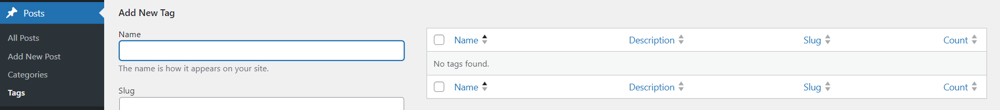 Posts
All Posts
Add New Post
Categories
Tags
Add New Tag
Name
The name is how it appears on your site.
Slug
Name Description Slug Count
No tags found.
Name Description Slug Count